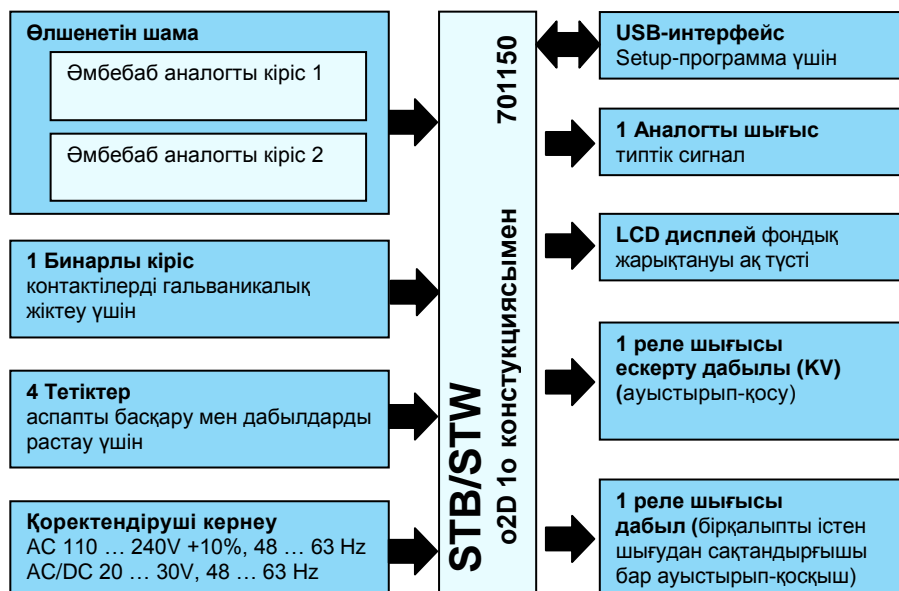 Өлшенетін шама
Әмбебаб аналогты кіріс 1
Әмбебаб аналогты кіріс 2
1 Бинарлы кіріс
контактілерді гальваникалық
жіктеу үшін
4 Тетіктер
аспапты басқару мен дабылдарды
растау үшін
Қоректендіруші кернеу
AC 110 … 240V +10%, 48 … 63 Hz
AC/DC 20 … 30V, 48 … 63 Hz
STB/STW
o2D 1o констукциясымен 701150
USB-интерфейс
Setup-программа үшін
1 Аналогты шығыс
типтік сигнал
LCD дисплей фондық
жарықтануы ақ түсті
1 реле шығысы
ескерту дабылы (KV)
(ауыстырып-қосу)
1 реле шығысы
дабыл (бірқалыпты істен
шығудан сақтандырғышы
бар ауыстырып-қосқыш)